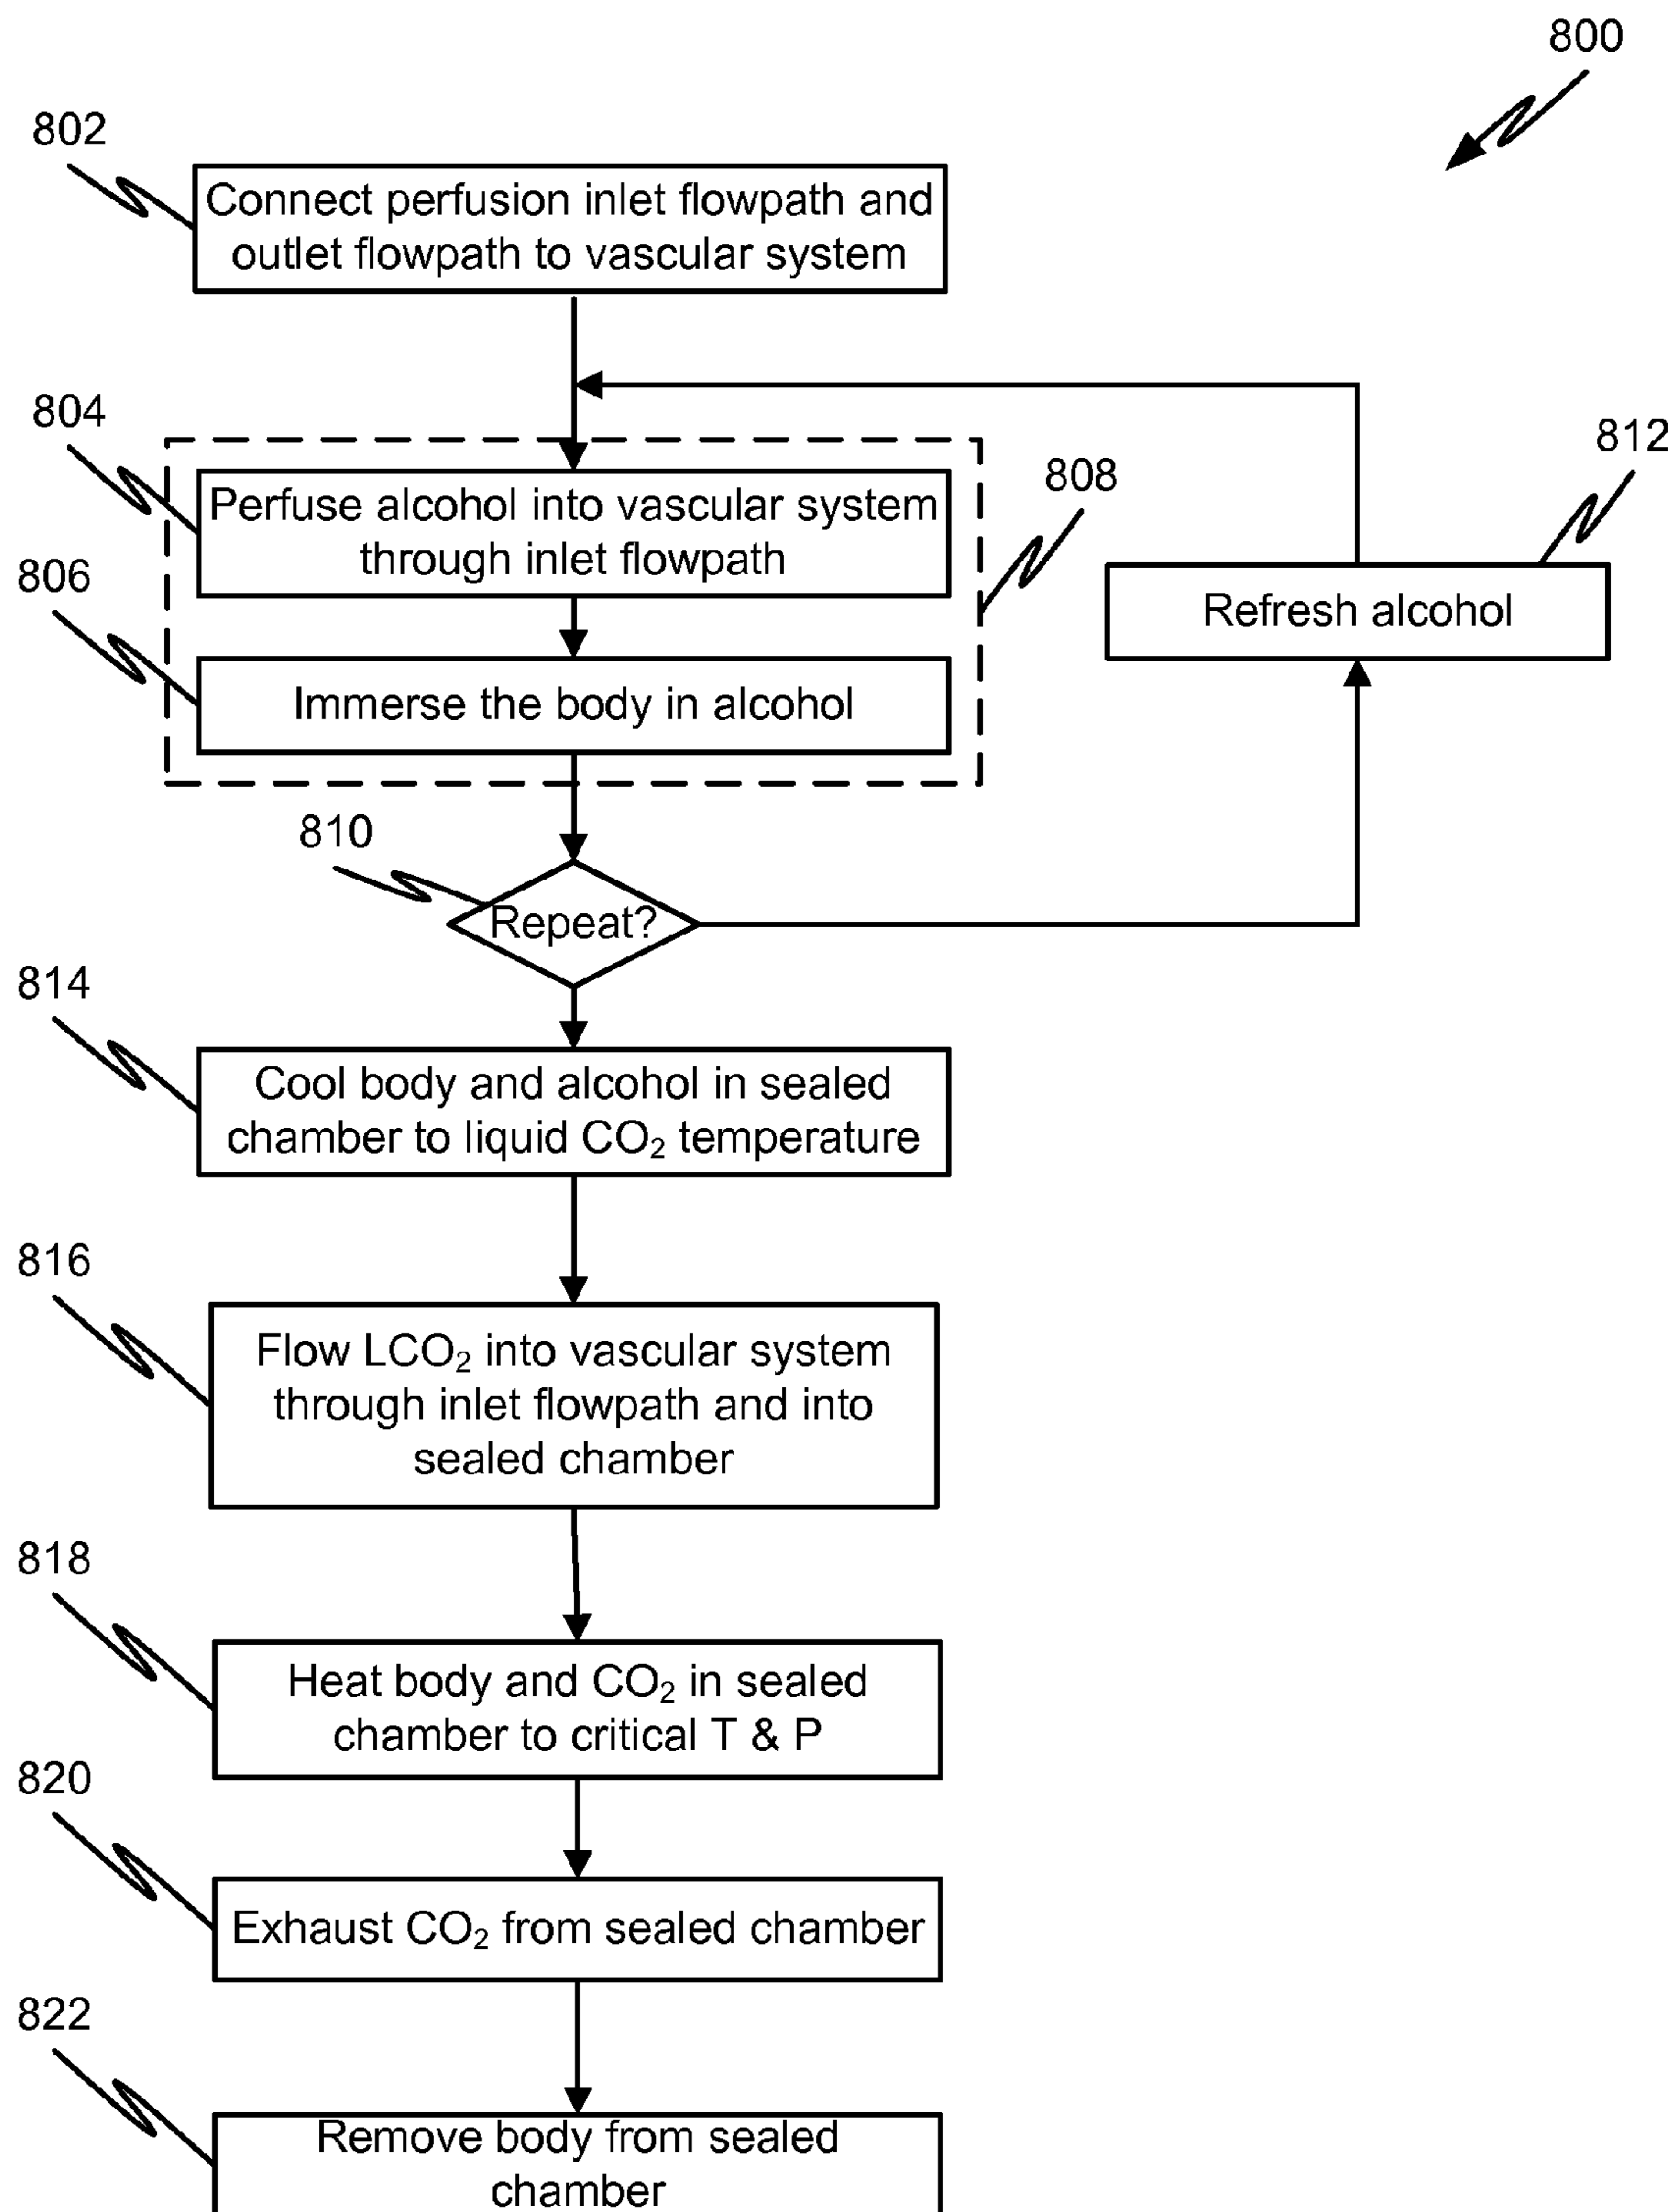 800
802
Connect perfusion inlet flowpath and
outlet flowpath to vascular system
804
812
808
Perfuse alcohol into vascular system
through inlet flowpath
806
Refresh alcohol
Immerse the body in alcohol
810
Repeat?
814
Cool body and alcohol in sealed
chamber to liquid CO₂ temperature
816
Flow LCO₂ into vascular system
through inlet flowpath and into
sealed chamber
818
Heat body and CO₂ in sealed
chamber to critical T & P
820
Exhaust CO₂ from sealed chamber
822
Remove body from sealed
chamber